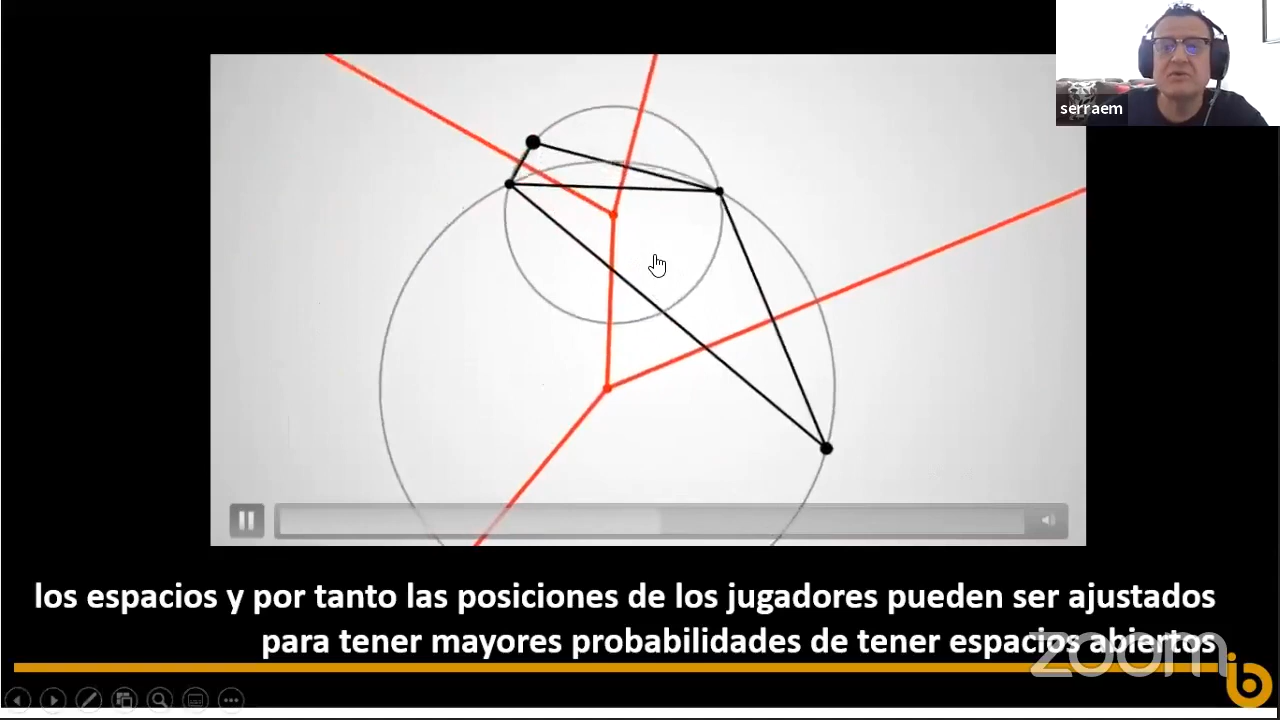 serraem
los espacios y por tanto las posiciones de los jugadores pueden ser ajustados
para tener mayores probabilidades de tener espacios abiertos
zoom
b